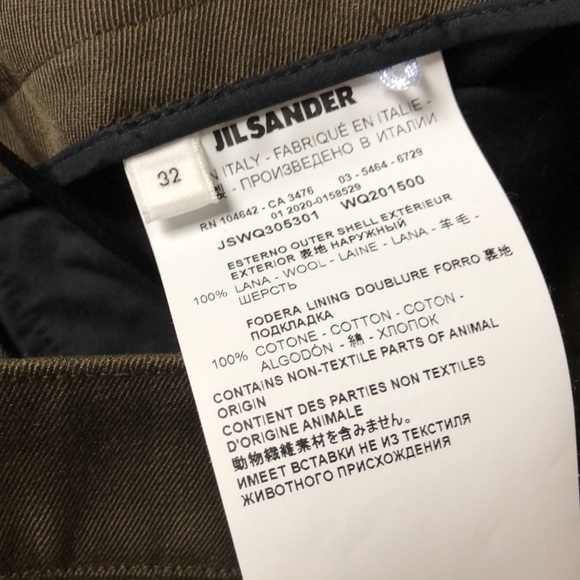 JIL SANDER
32
N ITALY - FABRIQUÉ EN ITALIE -
製 - ПРОИЗВЕДЕНО В ИТАЛИИ
RN 104642 - CA 3476 03 - 5464 - 6729
01 2020-0158529
JSWQ305301 WQ201500
ESTERNO OUTER SHELL EXTÉRIEUR
EXTERIOR 表地 НАРУЖНЫЙ
100% LANA - WOOL - LAINE - LANA - 羊毛 -
ШЕРСТЬ
FODERA LINING DOUBLURE FORRO 裏地
ПОДКЛАДКА
100% COTONE - COTTON - COTON -
ALGODÓN - 綿 - ХЛОПОК
CONTAINS NON-TEXTILE PARTS OF ANIMAL
ORIGIN
CONTIENT DES PARTIES NON TEXTILES
D'ORIGINE ANIMALE
動物繊維素材を含みません。
ИМЕЕТ ВСТАВКИ НЕ ИЗ ТЕКСТИЛЯ
ЖИВОТНОГО ПРИСХОЖДЕНИЯ